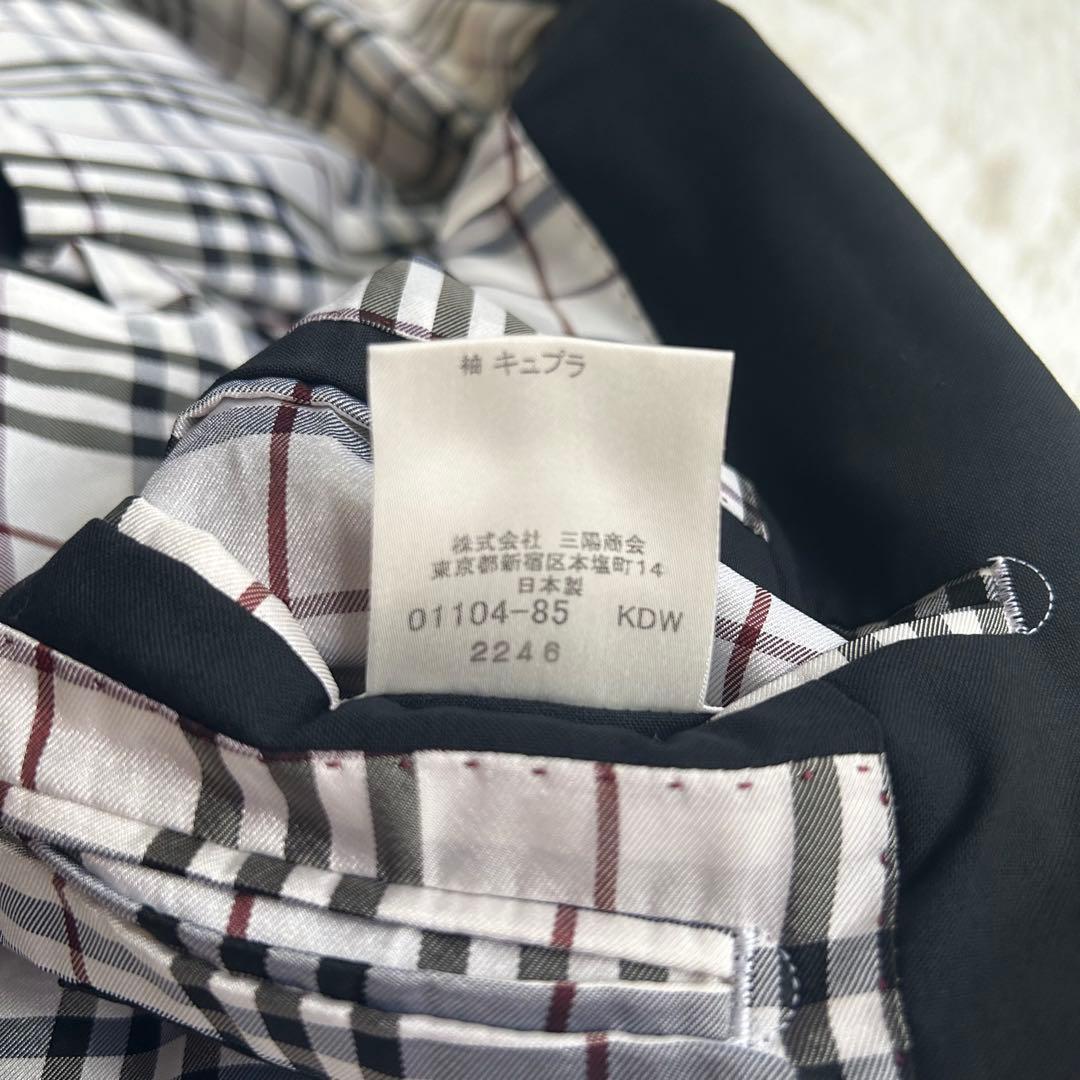 袖 キュプラ
株式会社 三陽商会
東京都新宿区本塩町14
日本製
01104-85 KDW
2246